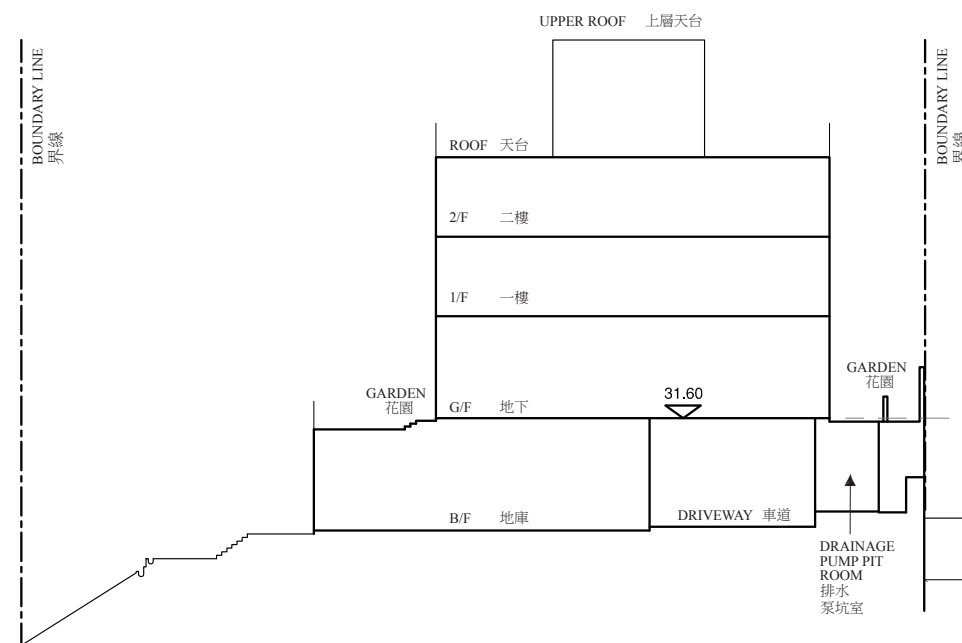 UPPER ROOF 上層天台
BOUNDARY LINE
界線
BOUNDARY LINE
界線
ROOF 天台
2/F 二樓
1/F 一樓
GARDEN
花園
GARDEN
花園
31.60
G/F 地下
B/F 地庫
DRIVEWAY 車道
DRAINAGE
PUMP PIT
ROOM
排水
泵坑室